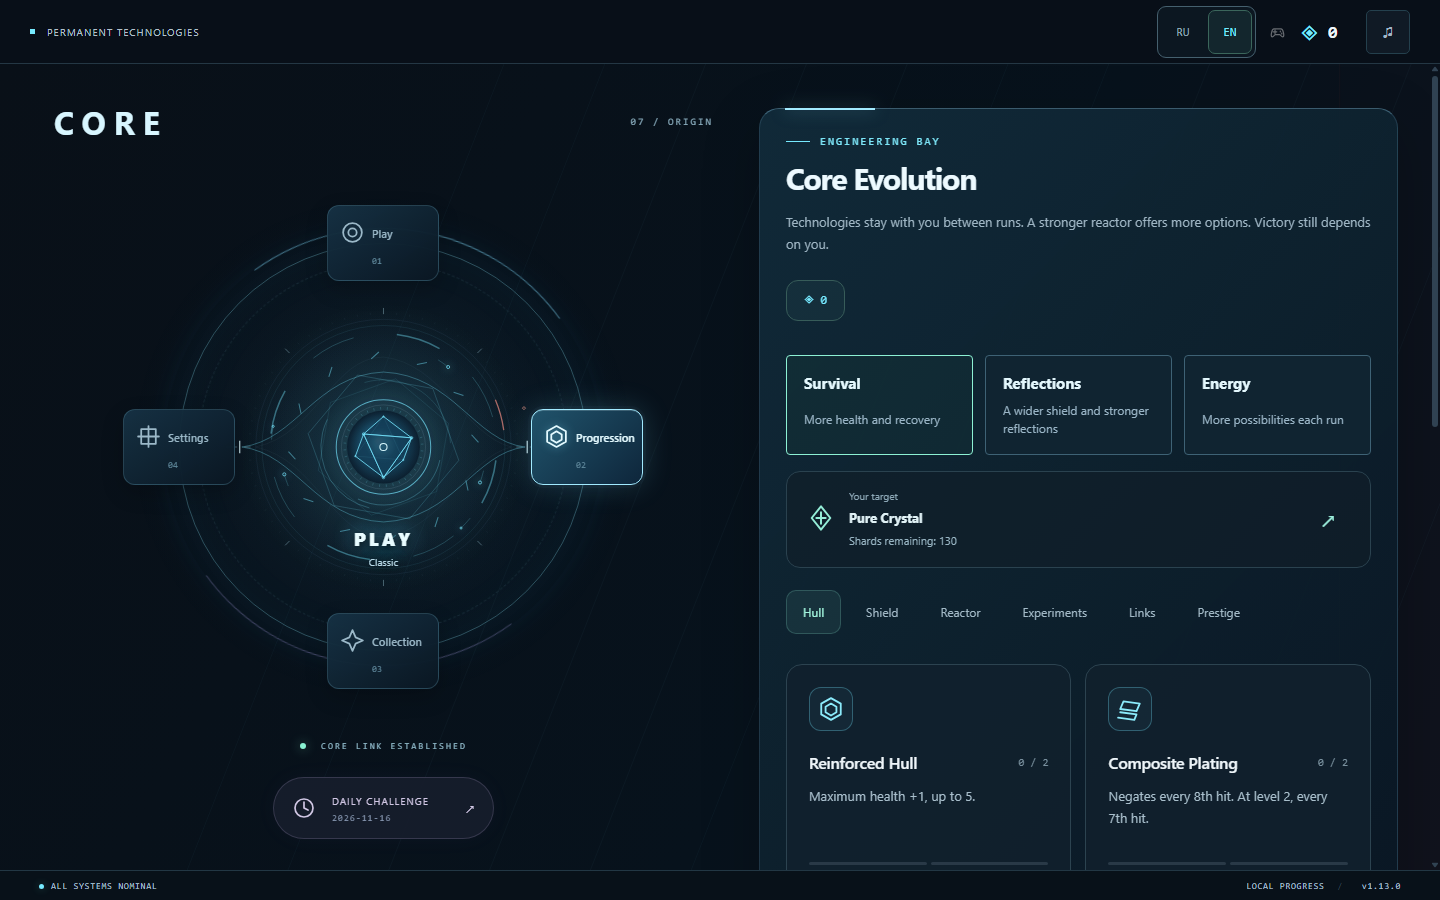 PERMANENT TECHNOLOGIES
RU
EN
0
CORE
07 / ORIGIN
Play
01
Settings
04
Progression
02
PLAY
Classic
Collection
03
CORE LINK ESTABLISHED
DAILY CHALLENGE
2026-11-16
ENGINEERING BAY
Core Evolution
Technologies stay with you between runs. A stronger reactor offers more options. Victory still depends
on you.
0
Survival
More health and recovery
Reflections
A wider shield and stronger
reflections
Energy
More possibilities each run
Your target
Pure Crystal
Shards remaining: 130
Hull
Shield
Reactor
Experiments
Links
Prestige
Reinforced Hull
0 / 2
Maximum health +1, up to 5.
Composite Plating
0 / 2
Negates every 8th hit. At level 2, every
7th hit.
ALL SYSTEMS NOMINAL
LOCAL PROGRESS / v1.13.0